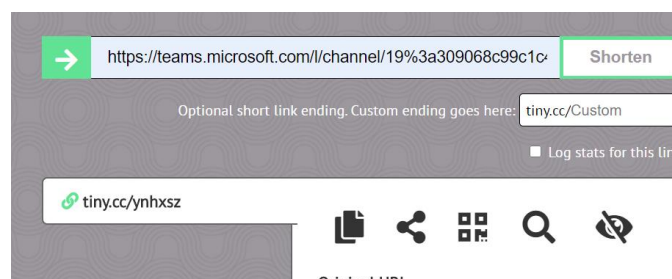 https://teams.microsoft.com/l/channel/19%3a309068c99c1c4
Shorten
Optional short link ending. Custom ending goes here: tiny.cc/Custom
Log stats for this lin
tiny.cc/ynhxsz